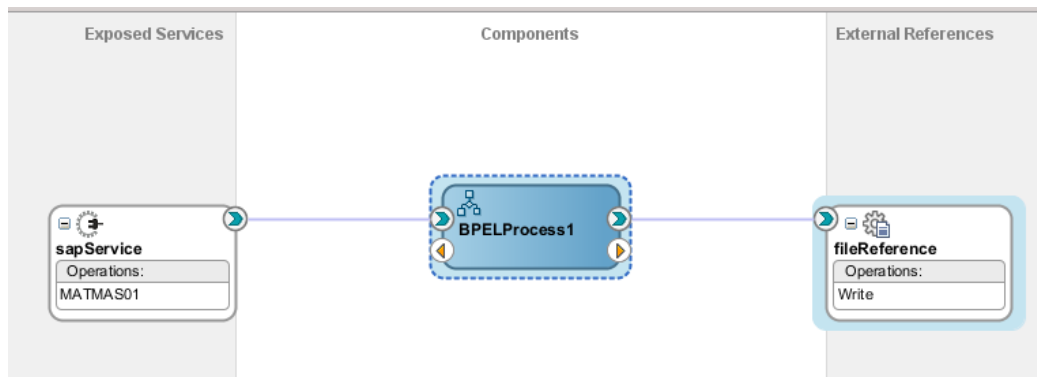 Exposed Services
Components
External References
sapService
Operations:
MATMAS01
BPELProcess1
fileReference
Operations:
Write